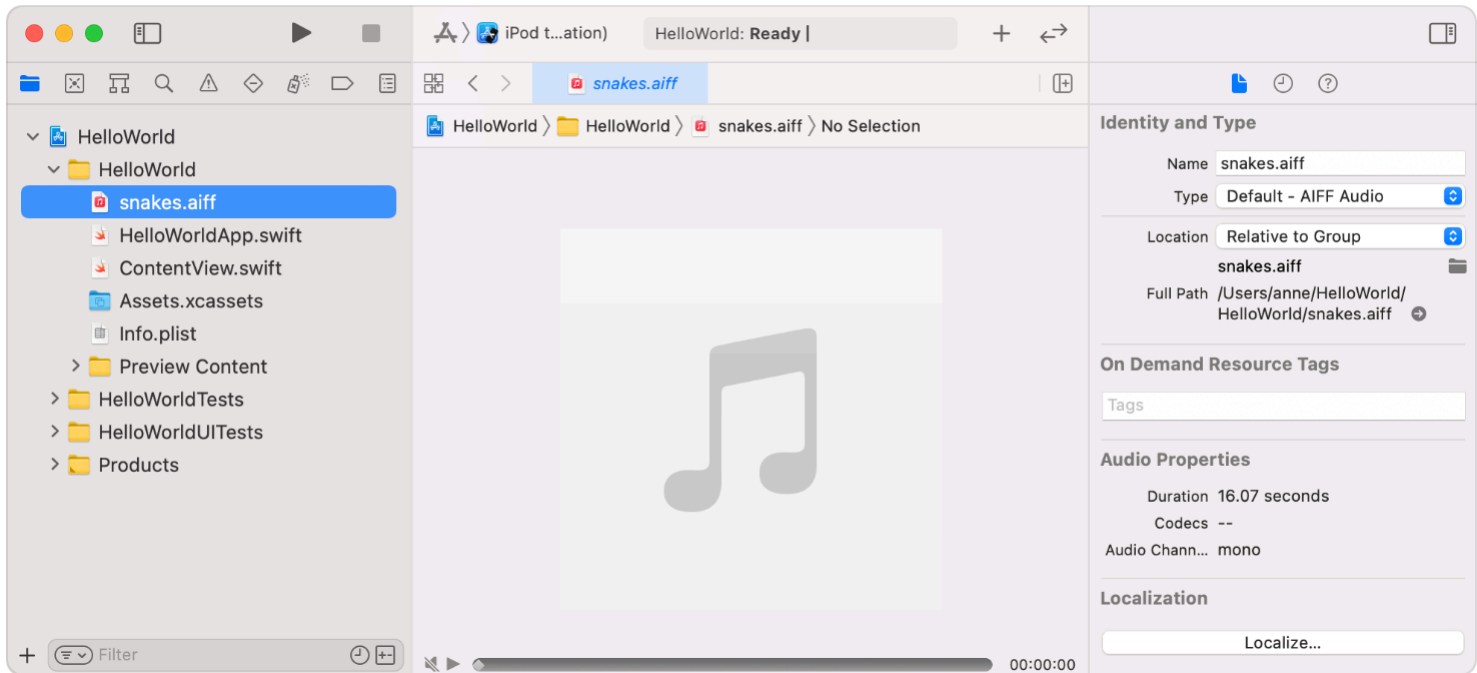 iPod t...ation)
HelloWorld: Ready |
snakes.aiff
HelloWorld
HelloWorld
snakes.aiff
HelloWorldApp.swift
ContentView.swift
Assets.xcassets
Info.plist
Preview Content
HelloWorldTests
HelloWorldUITests
Products
Filter
HelloWorld HelloWorld snakes.aiff No Selection
00:00:00
Identity and Type
Name snakes.aiff
Type Default - AIFF Audio
Location Relative to Group
snakes.aiff
Full Path /Users/anne/HelloWorld/
HelloWorld/snakes.aiff
On Demand Resource Tags
Tags
Audio Properties
Duration 16.07 seconds
Codecs --
Audio Chann... mono
Localization
Localize...